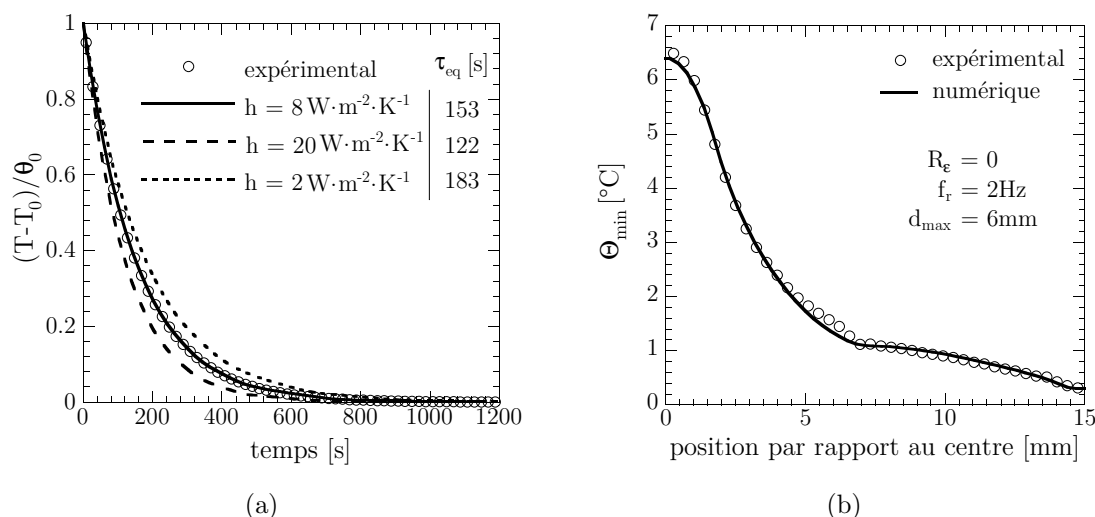 1
0.8
0.6
0.4
0.2
0
0 200 400 600 800 1000 1200
(T-T₀)/θ₀
temps [s]
τeq [s]
expérimental
h = 8 W·m⁻²·K⁻¹ 153
h = 20 W·m⁻²·K⁻¹ 122
h = 2 W·m⁻²·K⁻¹ 183
(a)
7
6
5
4
3
2
1
0
0 5 10 15
Θmin [°C]
position par rapport au centre [mm]
expérimental
numérique
Rε = 0
fr = 2Hz
dmax = 6mm
(b)